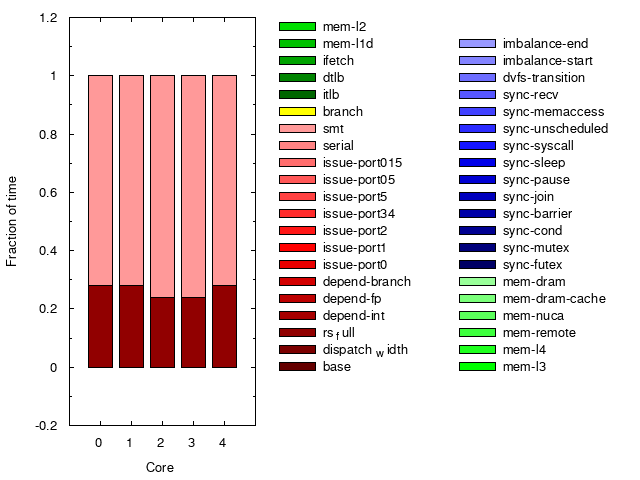 1.2
1
0.8
0.6
0.4
0.2
0
-0.2
Fraction of time
0 1 2 3 4
Core
mem-l2
mem-l1d
ifetch
dtlb
itlb
branch
smt
serial
issue-port015
issue-port05
issue-port5
issue-port34
issue-port2
issue-port1
issue-port0
depend-branch
depend-fp
depend-int
rsfull
dispatchwidth
base
imbalance-end
imbalance-start
dvfs-transition
sync-recv
sync-memaccess
sync-unscheduled
sync-syscall
sync-sleep
sync-pause
sync-join
sync-barrier
sync-cond
sync-mutex
sync-futex
mem-dram
mem-dram-cache
mem-nuca
mem-remote
mem-l4
mem-l3